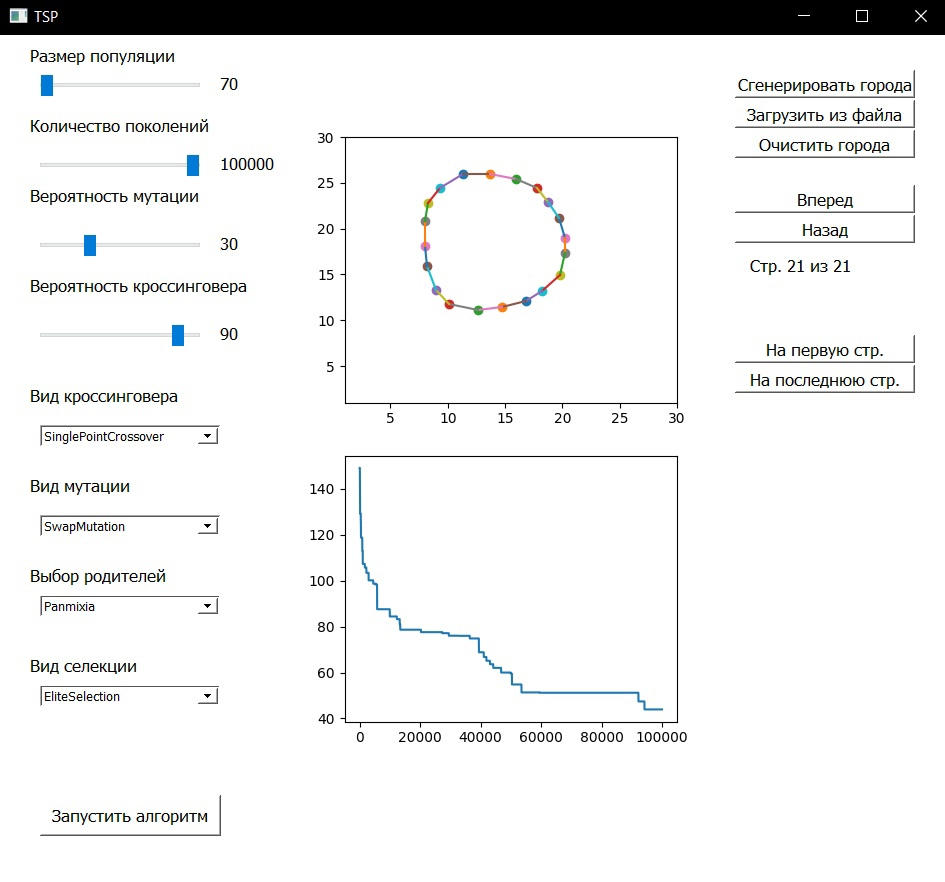 TSP
Размер популяции
70
Количество поколений
100000
Вероятность мутации
30
Вероятность кроссинговера
90
Вид кроссинговера
SinglePointCrossover
Вид мутации
SwapMutation
Выбор родителей
Panmixia
Вид селекции
EliteSelection
Запустить алгоритм
30
25
20
15
10
5
5 10 15 20 25 30
140
120
100
80
60
40
0 20000 40000 60000 80000 100000
Сгенерировать города
Загрузить из файла
Очистить города
Вперед
Назад
Стр. 21 из 21
На первую стр.
На последнюю стр.